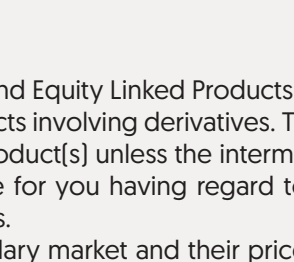 nd Equity Linked Products
cts involving derivatives. T
oduct(s) unless the interm
e for you having regard to
s.
dary market and their price